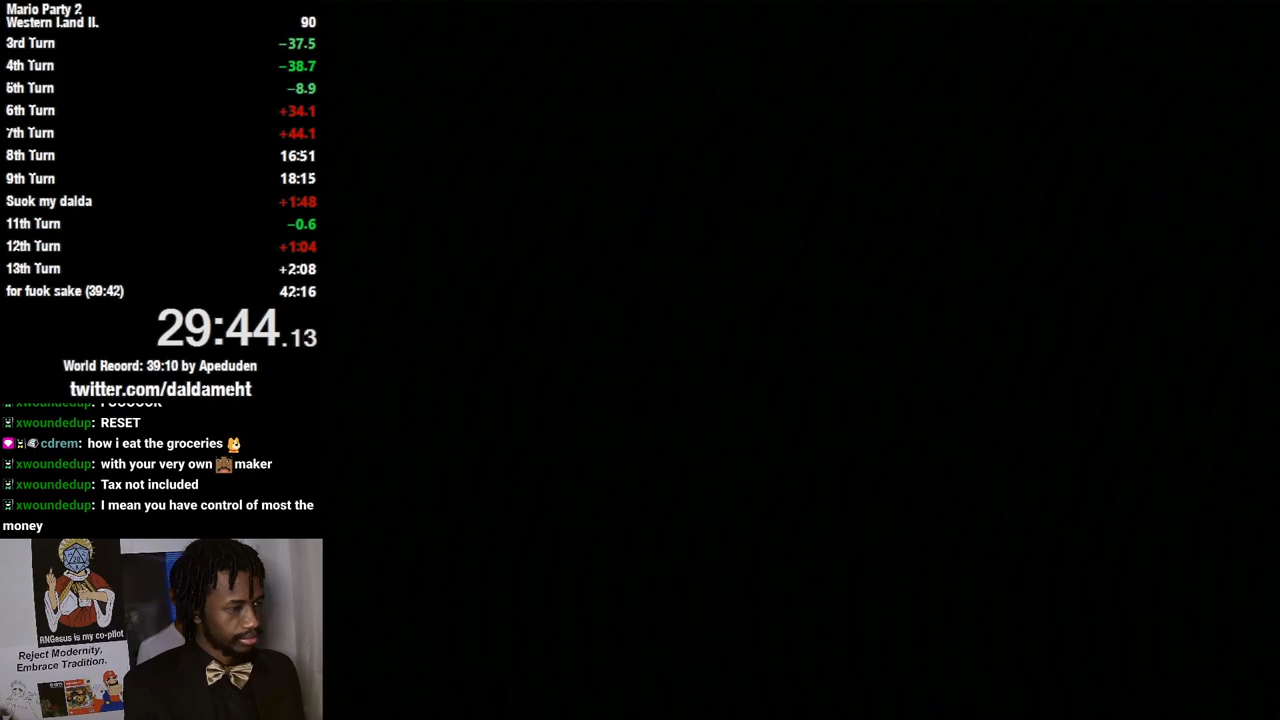 Mario Party 2
Western Land II.
90
3rd Turn −37.5
4th Turn −38.7
5th Turn −8.9
6th Turn +34.1
7th Turn +44.1
8th Turn 16:51
9th Turn 18:15
Suok my dalda +1:48
11th Turn −0.6
12th Turn +1:04
13th Turn +2:08
for fuok sake (39:42) 42:16
29:44.13
World Reoord: 39:10 by Apeduden
twitter.com/daldameht
xwoundedup: RESET
cdrem: how i eat the groceries
xwoundedup: with your very own maker
xwoundedup: Tax not included
xwoundedup: I mean you have control of most the
money
RNGesus is my co-pilot
Reject Modernity,
Embrace Tradition.